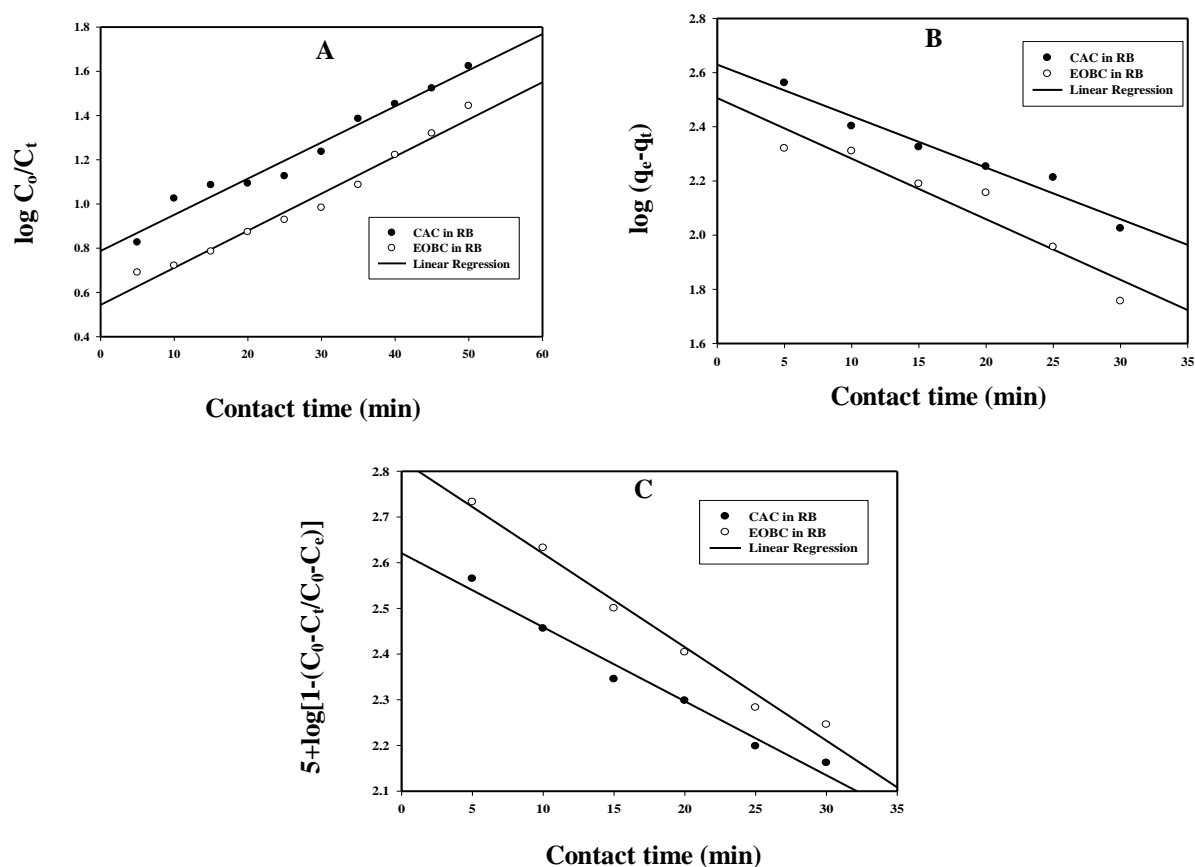 A
log Cₒ/Cₜ
1.8
1.6
1.4
1.2
1.0
0.8
0.6
0.4
0 10 20 30 40 50 60
CAC in RB
EOBC in RB
Linear Regression
Contact time (min)
B
log (qₑ-qₜ)
2.8
2.6
2.4
2.2
2.0
1.8
1.6
0 5 10 15 20 25 30 35
CAC in RB
EOBC in RB
Linear Regression
Contact time (min)
C
5+log[1-(C₀-Cₜ/C₀-Cₑ)]
2.8
2.7
2.6
2.5
2.4
2.3
2.2
2.1
0 5 10 15 20 25 30 35
CAC in RB
EOBC in RB
Linear Regression
Contact time (min)